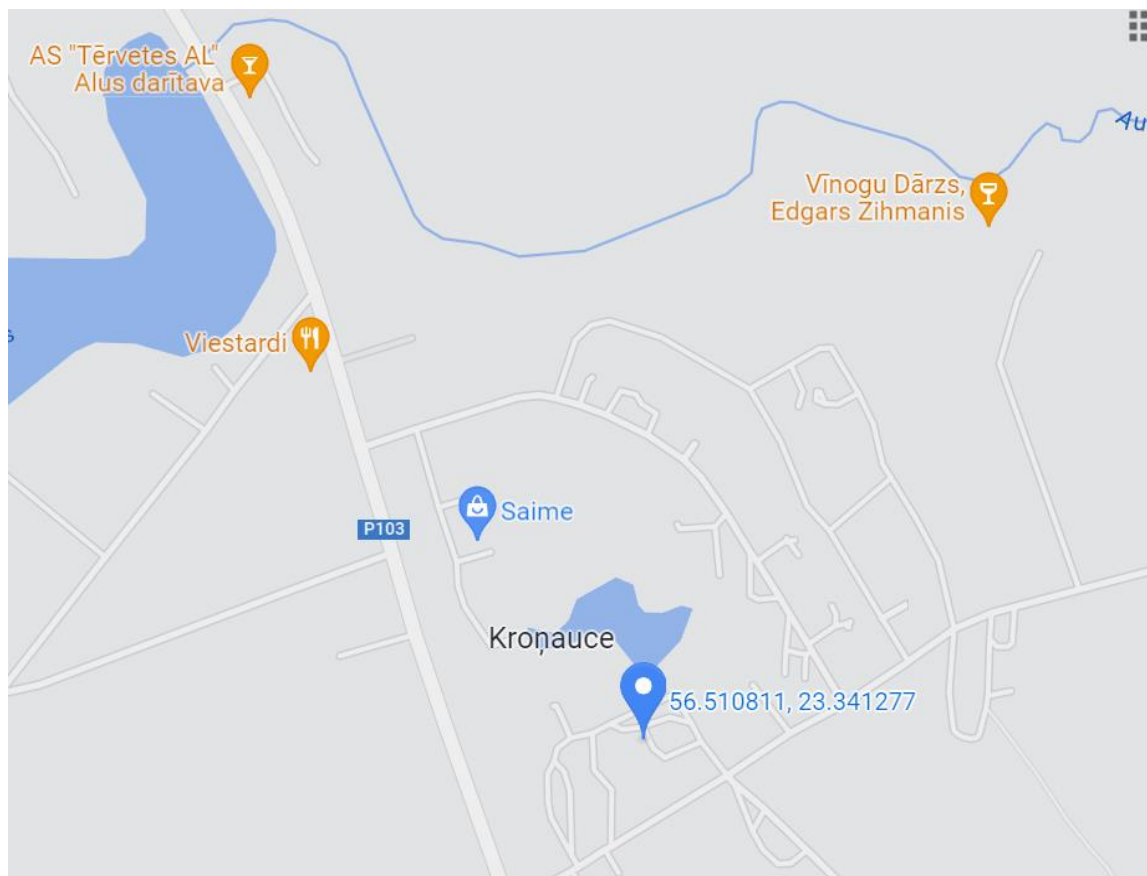 AS "Tērvetes AL"
Alus darītava
Vīnogu Dārzs,
Edgars Zihmanis
Viestardi
Saime
P103
Kroņauce
56.510811, 23.341277